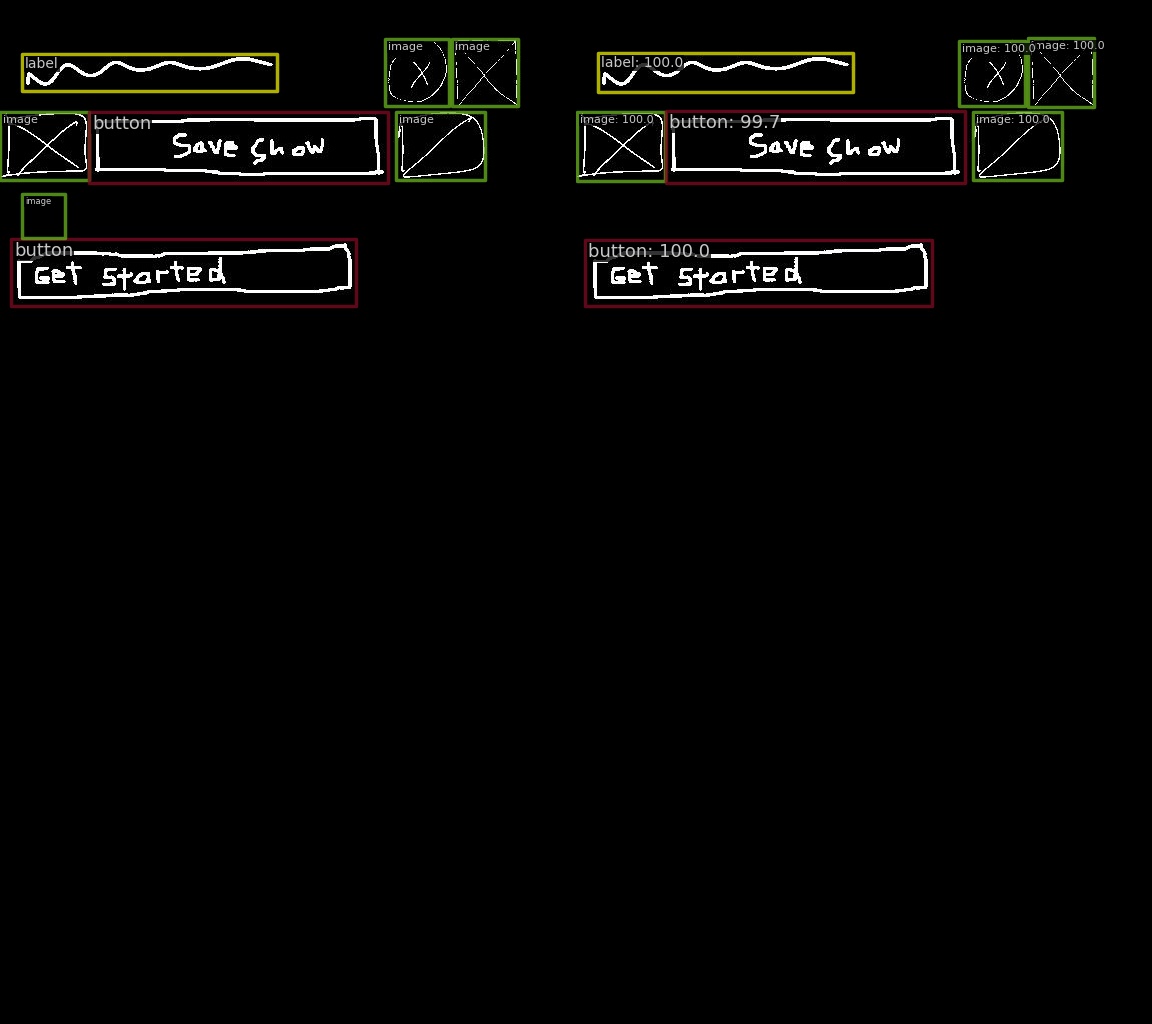 image image image: 100.0 image: 100.0
label label: 100.0
image button image image: 100.0 button: 99.7 image: 100.0
Save Show Save Show
image
button button: 100.0
Get Started Get Started